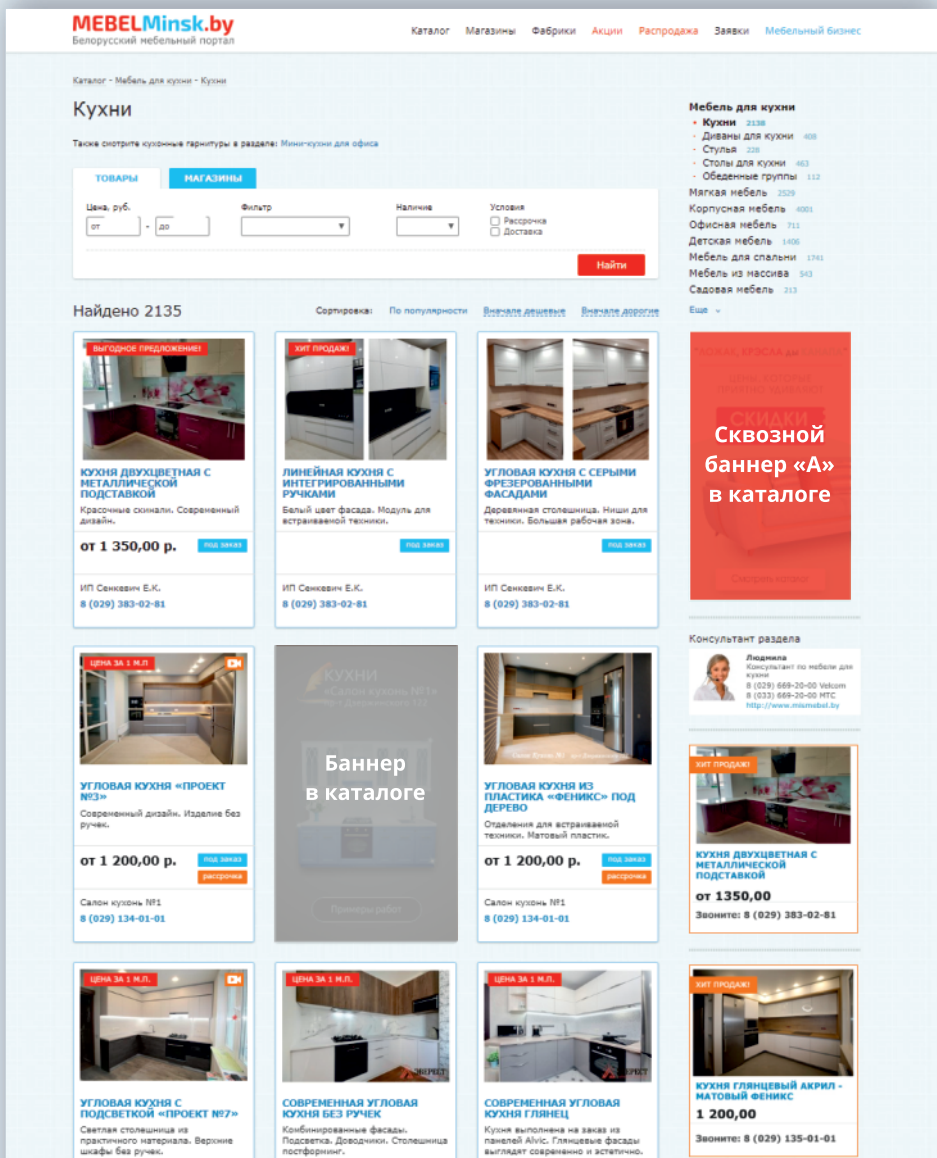 MEBELMinsk.by
Белорусский мебельный портал
Каталог Магазины Фабрики Акции Распродажа Заявки Мебельный бизнес
Каталог - Мебель для кухни - Кухни
Кухни
Также смотрите кухонные гарнитуры в разделе: Мини-кухни для офиса
ТОВАРЫ МАГАЗИНЫ
Цена, руб. Фильтр Наличие Условия
от - до
Рассрочка
Доставка
Найти
Найдено 2135
Сортировка: По популярности Вначале дешевые Вначале дорогие
ВЫГОДНОЕ ПРЕДЛОЖЕНИЕ!
КУХНЯ ДВУХЦВЕТНАЯ С
МЕТАЛЛИЧЕСКОЙ
ПОДСТАВКОЙ
Красочные скинали. Современный
дизайн.
от 1 350,00 р. под заказ
ИП Сенкевич Е.К.
8 (029) 383-02-81
ХИТ ПРОДАЖ!
ЛИНЕЙНАЯ КУХНЯ С
ИНТЕГРИРОВАННЫМИ
РУЧКАМИ
Белый цвет фасада. Модуль для
встраиваемой техники.
под заказ
ИП Сенкевич Е.К.
8 (029) 383-02-81
УГЛОВАЯ КУХНЯ С СЕРЫМИ
ФРЕЗЕРОВАННЫМИ
ФАСАДАМИ
Деревянная столешница. Ниши для
техники. Большая рабочая зона.
под заказ
ИП Сенкевич Е.К.
8 (029) 383-02-81
ЦЕНА ЗА 1 М.П
УГЛОВАЯ КУХНЯ «ПРОЕКТ
№3»
Современный дизайн. Изделие без
ручек.
от 1 200,00 р. под заказ
рассрочка
Салон кухонь №1
8 (029) 134-01-01
КУХНИ
«Салон кухонь №1»
Баннер
в каталоге
Примеры работ
УГЛОВАЯ КУХНЯ ИЗ
ПЛАСТИКА «ФЕНИКС» ПОД
ДЕРЕВО
Отделения для встраиваемой
техники. Матовый пластик.
от 1 200,00 р. под заказ
рассрочка
Салон кухонь №1
8 (029) 134-01-01
ЦЕНА ЗА 1 М.П.
УГЛОВАЯ КУХНЯ С
ПОДСВЕТКОЙ «ПРОЕКТ №7»
Светлая столешница из
практичного материала. Верхние
шкафы без ручек.
ЦЕНА ЗА 1 М.П.
ЭВЕРЕСТ
СОВРЕМЕННАЯ УГЛОВАЯ
КУХНЯ БЕЗ РУЧЕК
Комбинированные фасады.
Подсветка. Доводчики. Столешница
постформинг.
ЦЕНА ЗА 1 М.П.
ЭВЕРЕСТ
СОВРЕМЕННАЯ УГЛОВАЯ
КУХНЯ ГЛЯНЕЦ
Кухня выполнена на заказ из
панелей Alvic. Глянцевые фасады
выглядят современно и эстетично.
Мебель для кухни
Кухни 2138
Диваны для кухни 408
Стулья 228
Столы для кухни 463
Обеденные группы 112
Мягкая мебель 2529
Корпусная мебель 4001
Офисная мебель 711
Детская мебель 1406
Мебель для спальни 1741
Мебель из массива 543
Садовая мебель 213
Еще
СКИДКИ
Сквозной
баннер «А»
в каталоге
Смотреть каталог
Консультант раздела
Людмила
Консультант по мебели для
кухни
8 (029) 669-20-00 Velcom
8 (033) 669-20-00 МТС
http://www.mismebel.by
ХИТ ПРОДАЖ!
КУХНЯ ДВУХЦВЕТНАЯ С
МЕТАЛЛИЧЕСКОЙ
ПОДСТАВКОЙ
от 1350,00
Звоните: 8 (029) 383-02-81
ХИТ ПРОДАЖ!
КУХНЯ ГЛЯНЦЕВЫЙ АКРИЛ -
МАТОВЫЙ ФЕНИКС
1 200,00
Звоните: 8 (029) 135-01-01